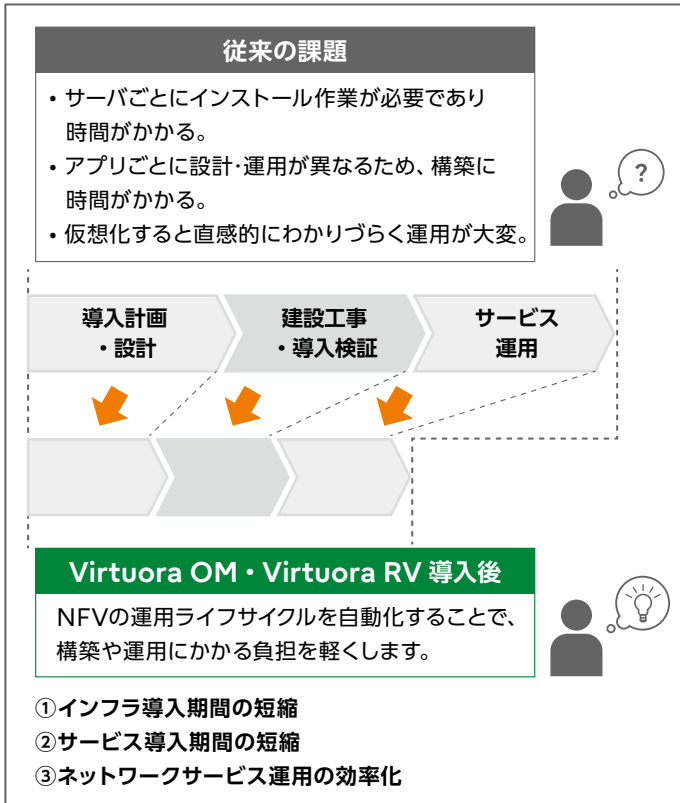 従来の課題
・サーバごとにインストール作業が必要であり
時間がかかる。
・アプリごとに設計・運用が異なるため、構築に
時間がかかる。
・仮想化すると直感的にわかりづらく運用が大変。
?
導入計画
・設計
建設工事
・導入検証
サービス
運用
Virtuora OM・Virtuora RV 導入後
NFVの運用ライフサイクルを自動化することで、
構築や運用にかかる負担を軽くします。
①インフラ導入期間の短縮
②サービス導入期間の短縮
③ネットワークサービス運用の効率化